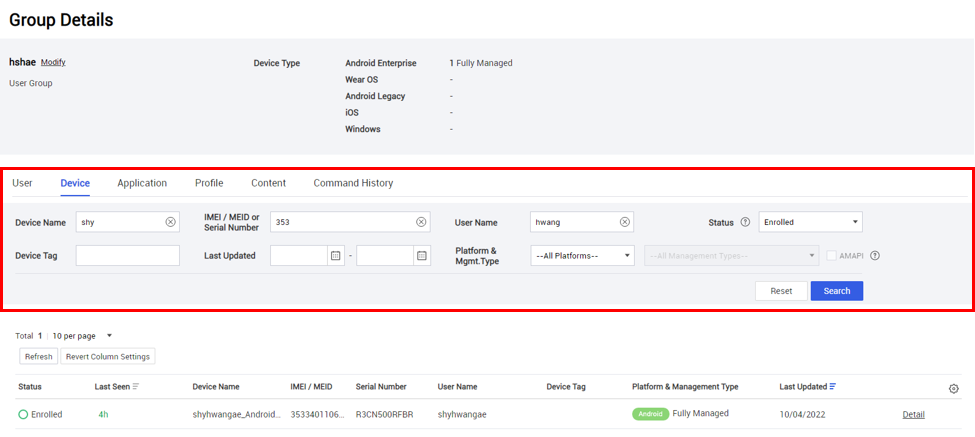 Group Details
hshae Modify Device Type Android Enterprise 1 Fully Managed
Wear OS -
User Group
Android Legacy -
iOS -
Windows -
User Device Application Profile Content Command History
Device Name shy IMEI / MEID or Serial Number 353 User Name hwang Status ? Enrolled
Device Tag Last Updated - Platform & Mgmt.Type --All Platforms-- --All Management Types-- AMAPI ?
Reset Search
Total 1 | 10 per page
Refresh Revert Column Settings
Status Last Seen Device Name IMEI / MEID Serial Number User Name Device Tag Platform & Management Type Last Updated
Enrolled 4h shyhwangae_Android... 3533401106... R3CN500RFBR shyhwangae Android Fully Managed 10/04/2022 Detail